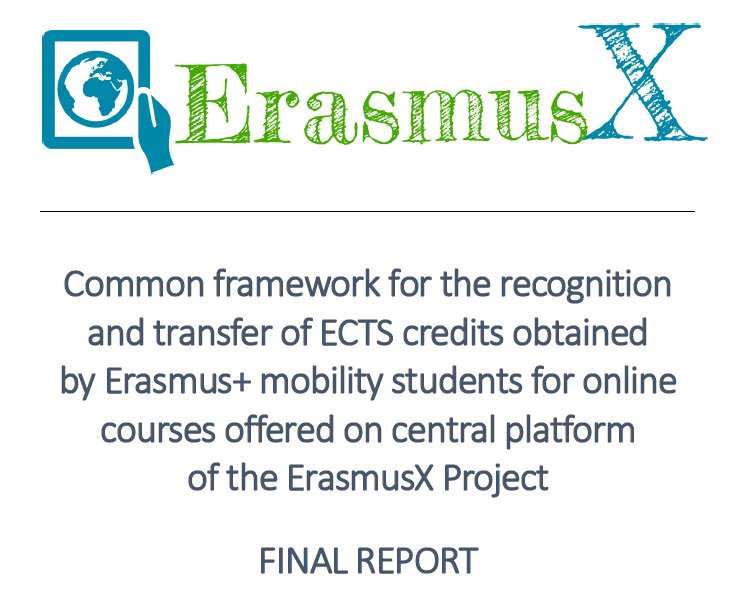 ErasmusX
Common framework for the recognition
and transfer of ECTS credits obtained
by Erasmus+ mobility students for online
courses offered on central platform
of the ErasmusX Project
FINAL REPORT